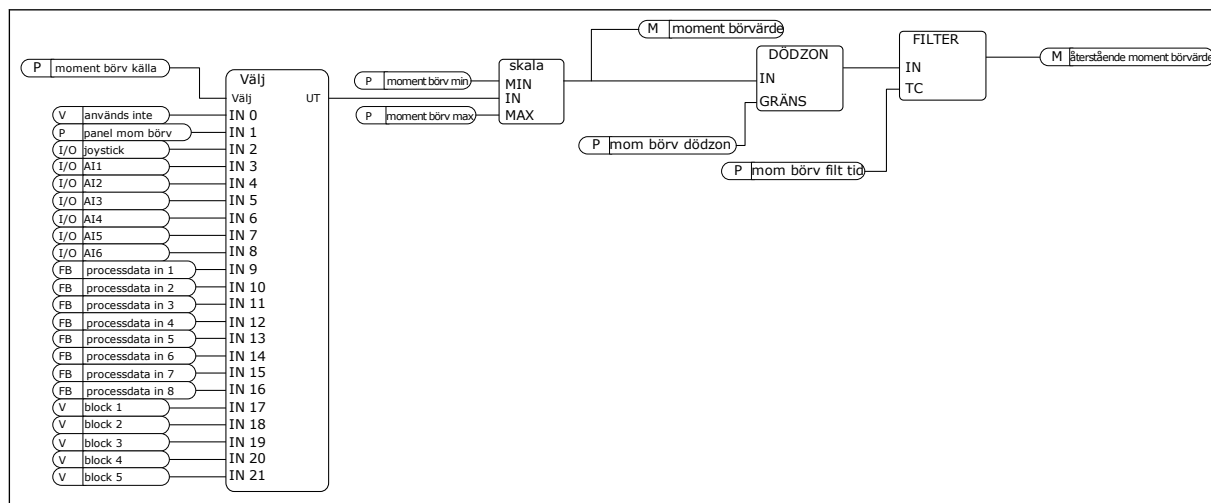 P moment börv källa
Välj
Välj UT
V används inte IN 0
P panel mom börv IN 1
I/O joystick IN 2
I/O AI1 IN 3
I/O AI2 IN 4
I/O AI3 IN 5
I/O AI4 IN 6
I/O AI5 IN 7
I/O AI6 IN 8
FB processdata in 1 IN 9
FB processdata in 2 IN 10
FB processdata in 3 IN 11
FB processdata in 4 IN 12
FB processdata in 5 IN 13
FB processdata in 6 IN 14
FB processdata in 7 IN 15
FB processdata in 8 IN 16
V block 1 IN 17
V block 2 IN 18
V block 3 IN 19
V block 4 IN 20
V block 5 IN 21
P moment börv min
P moment börv max
skala
MIN
IN
MAX
M moment börvärde
DÖDZON
IN
GRÄNS
P mom börv dödzon
FILTER
IN
TC
P mom börv filt tid
M återstående moment börvärde